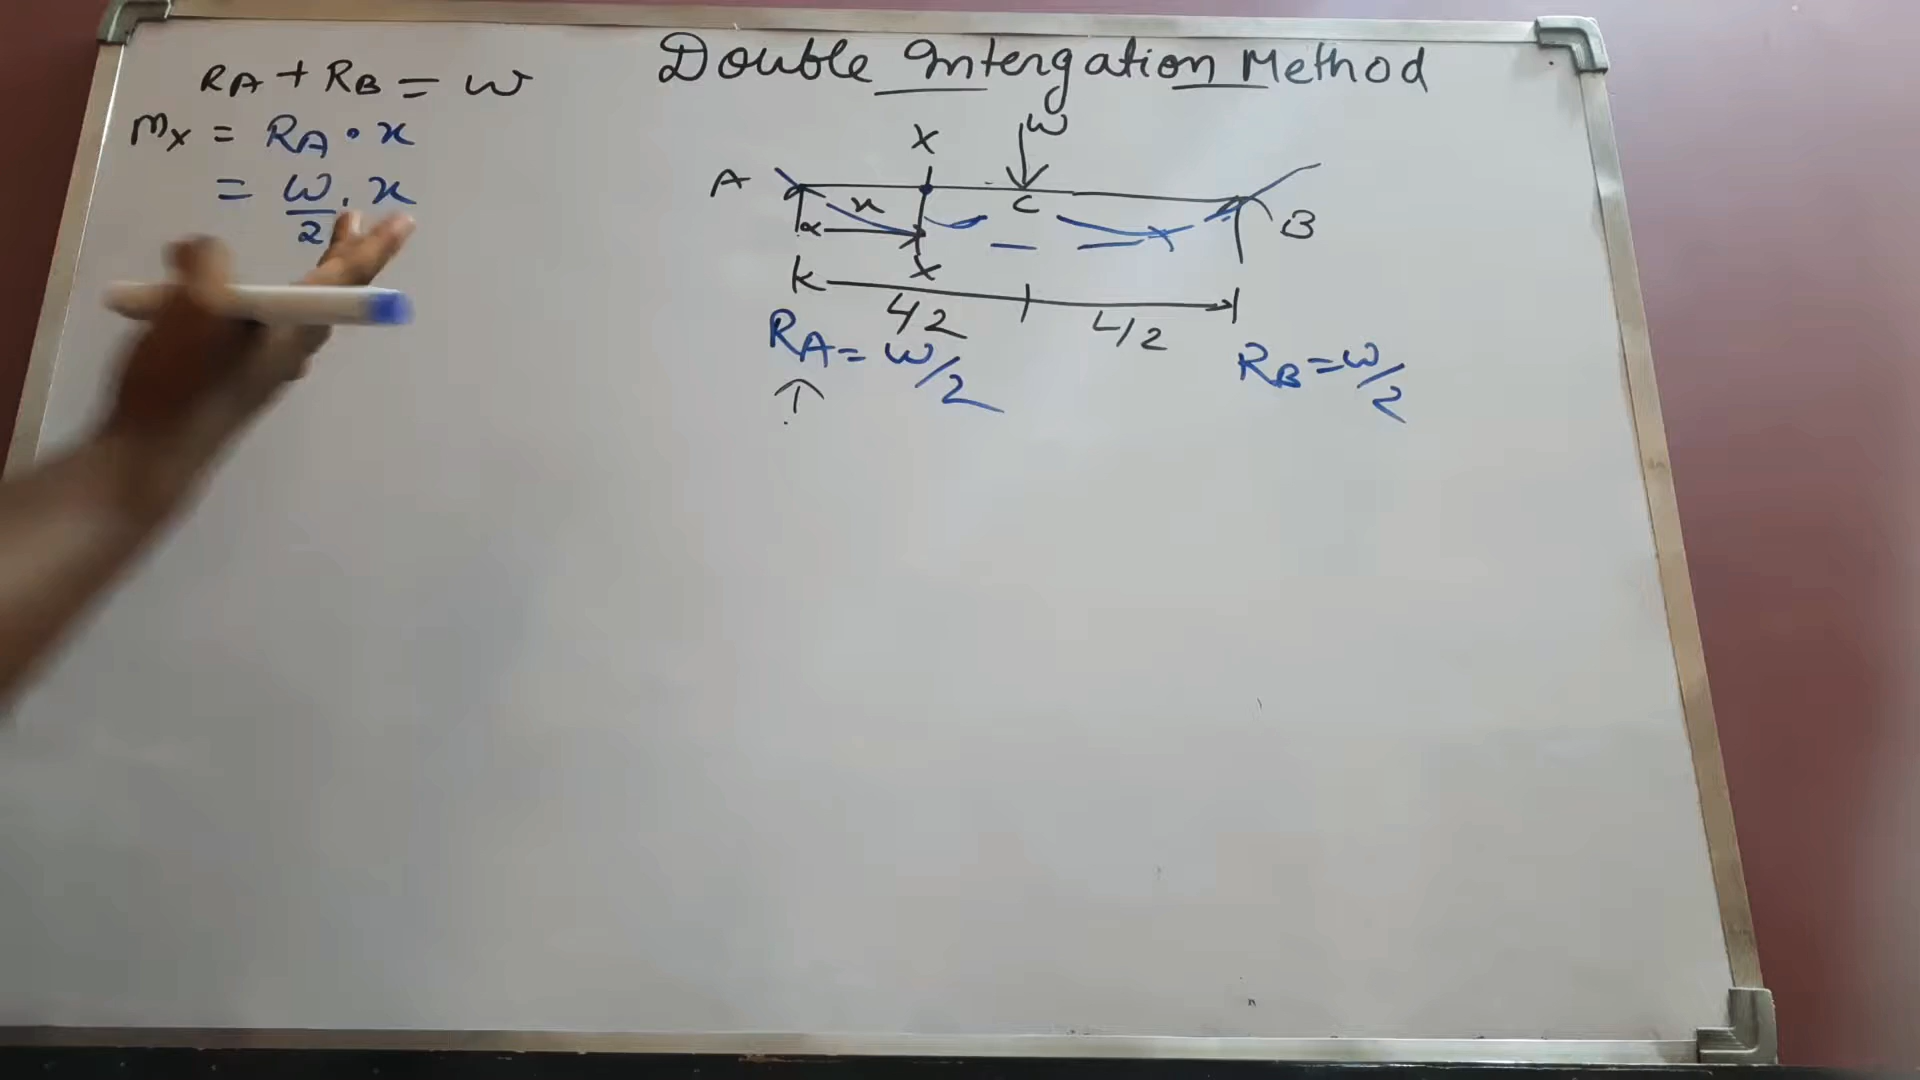 Double Intergation Method
RA + RB = W
Mx = RA · x
= W/2 · x
W
X
A
x
C
B
X
L/2
L/2
RA = W/2
RB = W/2